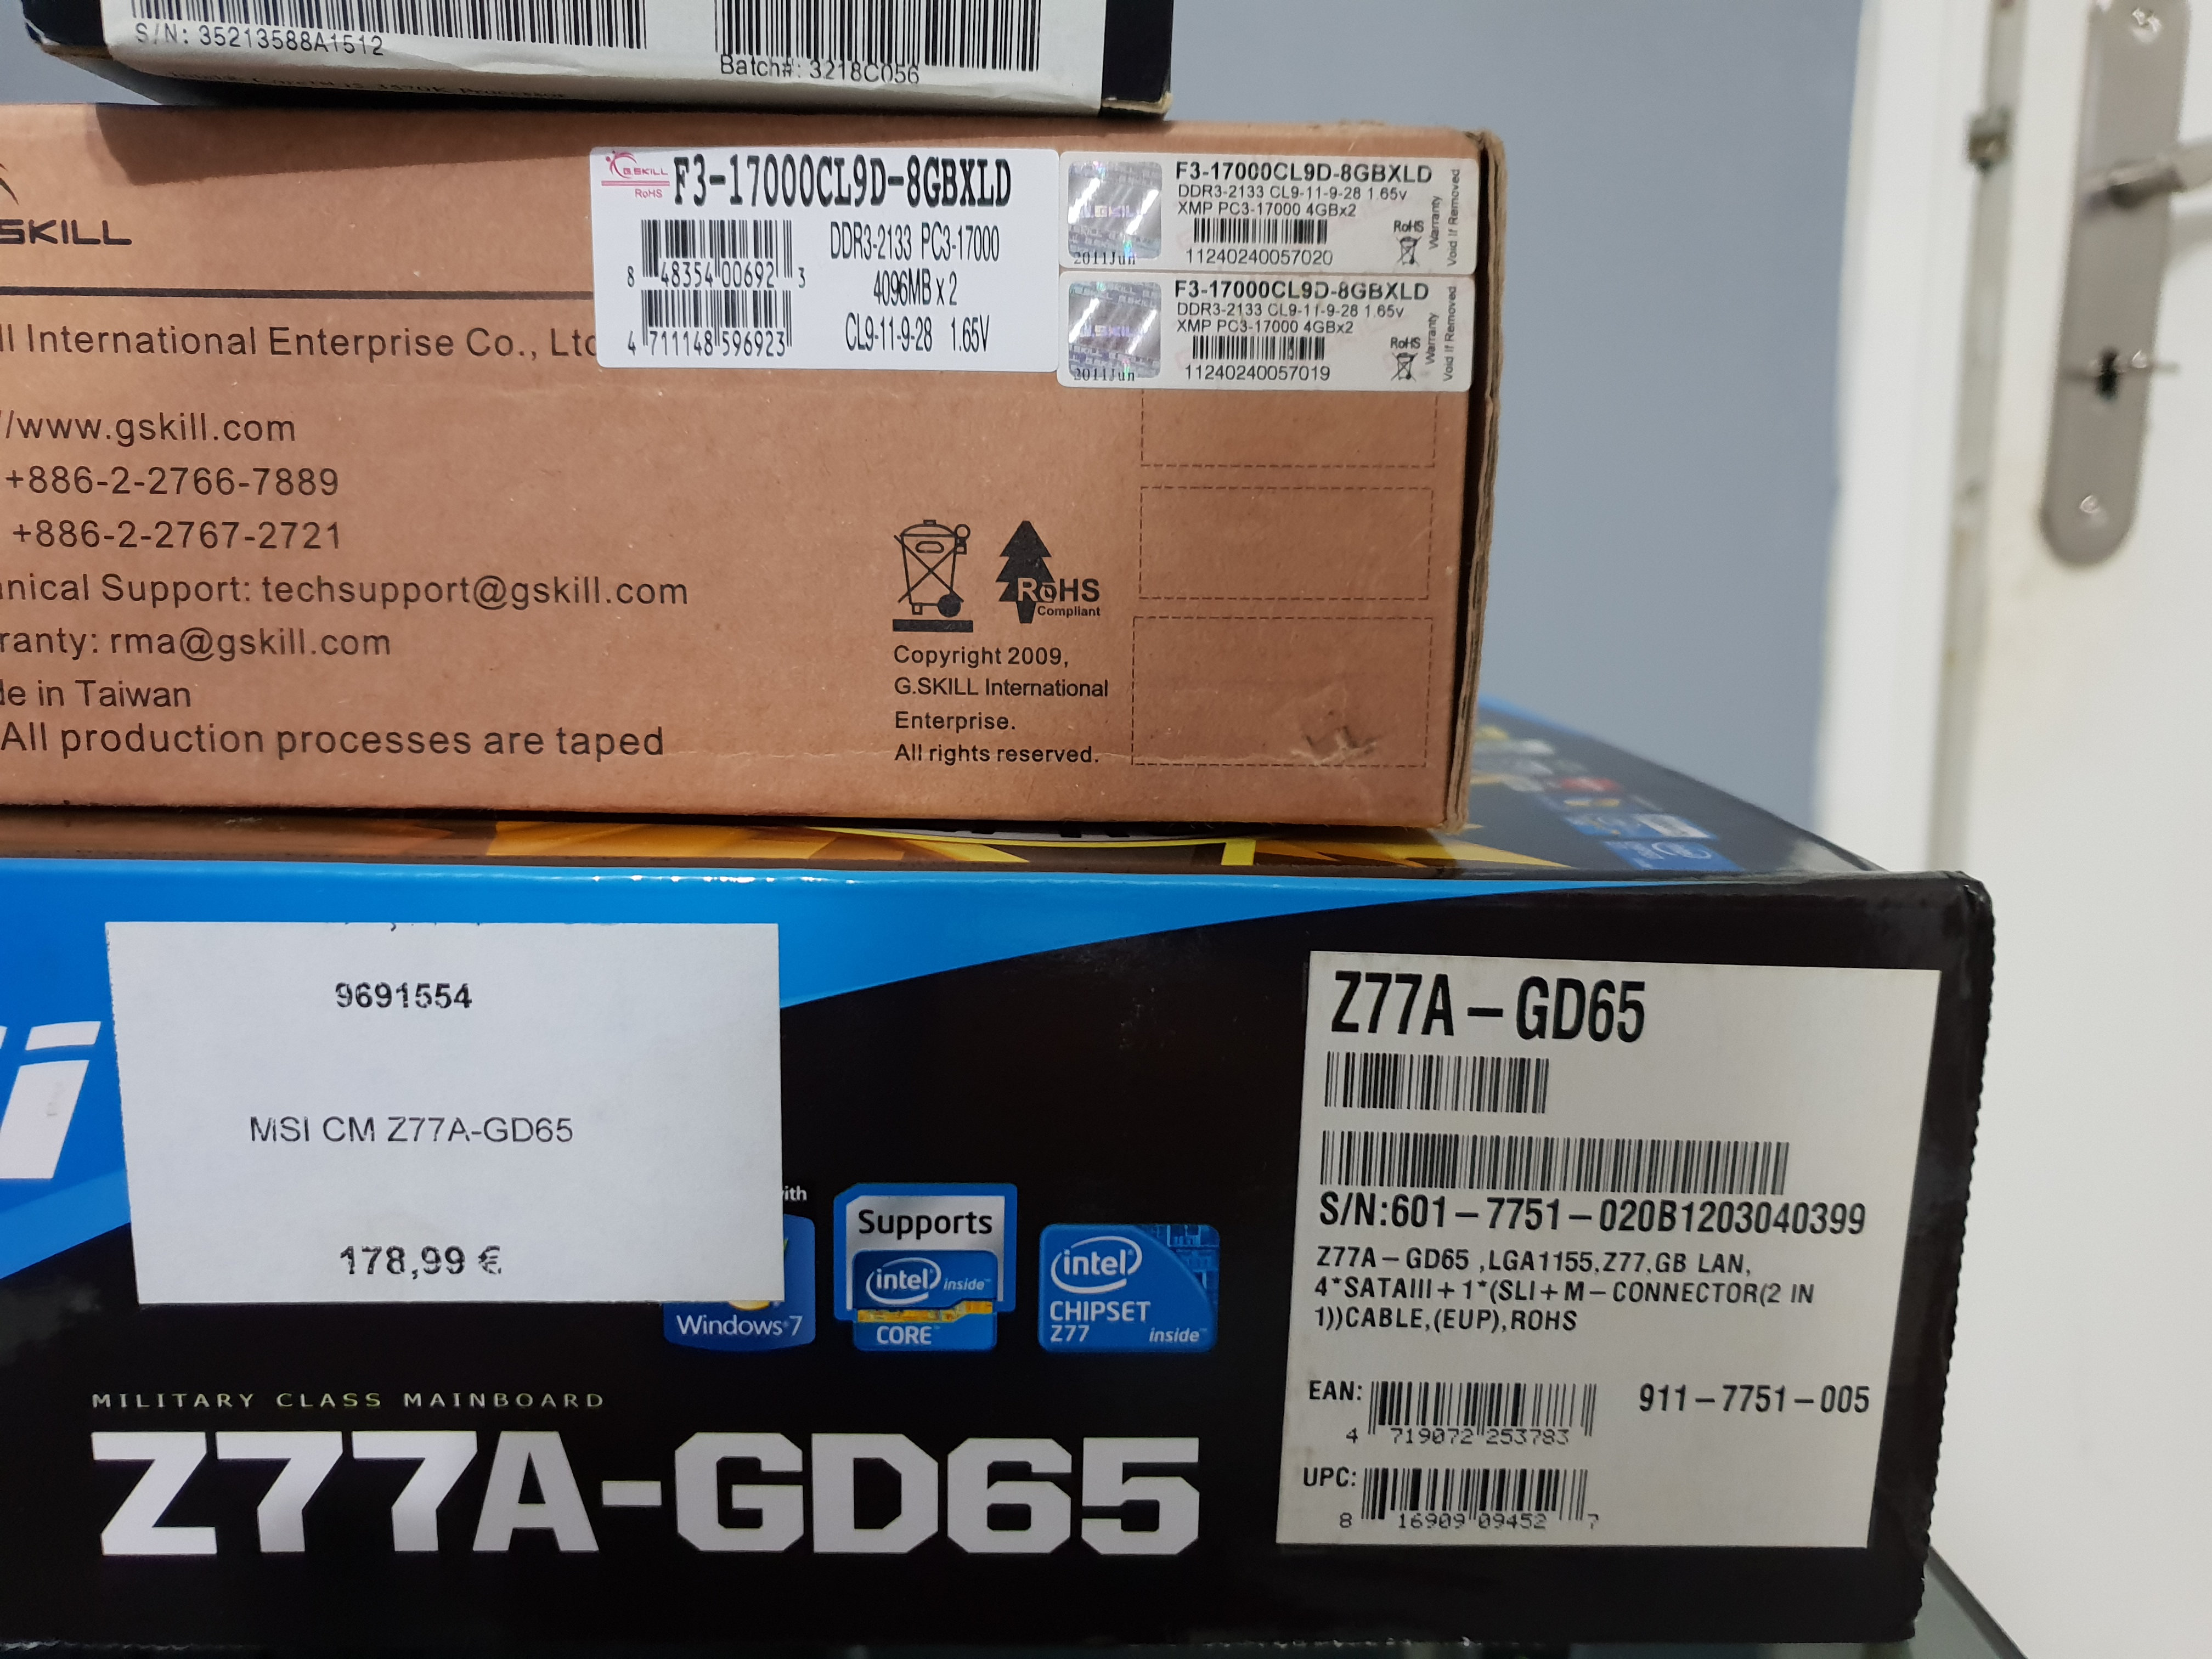 S/N: 35213588A1512
Batch#: 3218C056
Processor
SKILL
ll International Enterprise Co., Ltd
//www.gskill.com
+886-2-2766-7889
+886-2-2767-2721
nical Support: techsupport@gskill.com
ranty: rma@gskill.com
de in Taiwan
All production processes are taped
G.SKILL
RoHS
F3-17000CL9D-8GBXLD
8 48354 00692 3
4 711148 596923
DDR3-2133 PC3-17000
4096MB x 2
CL9-11-9-28 1.65V
F3-17000CL9D-8GBXLD
DDR3-2133 CL9-11-9-28 1.65v
XMP PC3-17000 4GBx2
11240240057020
2011Jun
RoHS
Warranty
Void If Removed
F3-17000CL9D-8GBXLD
DDR3-2133 CL9-11-9-28 1.65v
XMP PC3-17000 4GBx2
11240240057019
G.SKILL
2011Jun
RoHS
Warranty
Void If Removed
RoHS
Compliant
Copyright 2009,
G.SKILL International
Enterprise.
All rights reserved.
9691554
MSI CM Z77A-GD65
178,99 €
ith
Windows 7
Supports
intel inside™
CORE™
intel
CHIPSET
Z77 inside™
MILITARY CLASS MAINBOARD
Z77A-GD65
Z77A-GD65
S/N:601-7751-020B1203040399
Z77A-GD65 ,LGA1155,Z77,GB LAN,
4*SATAIII+1*(SLI+M-CONNECTOR(2 IN
1))CABLE,(EUP),ROHS
EAN:
4 719072 253783
911-7751-005
UPC:
8 16909 09452 7